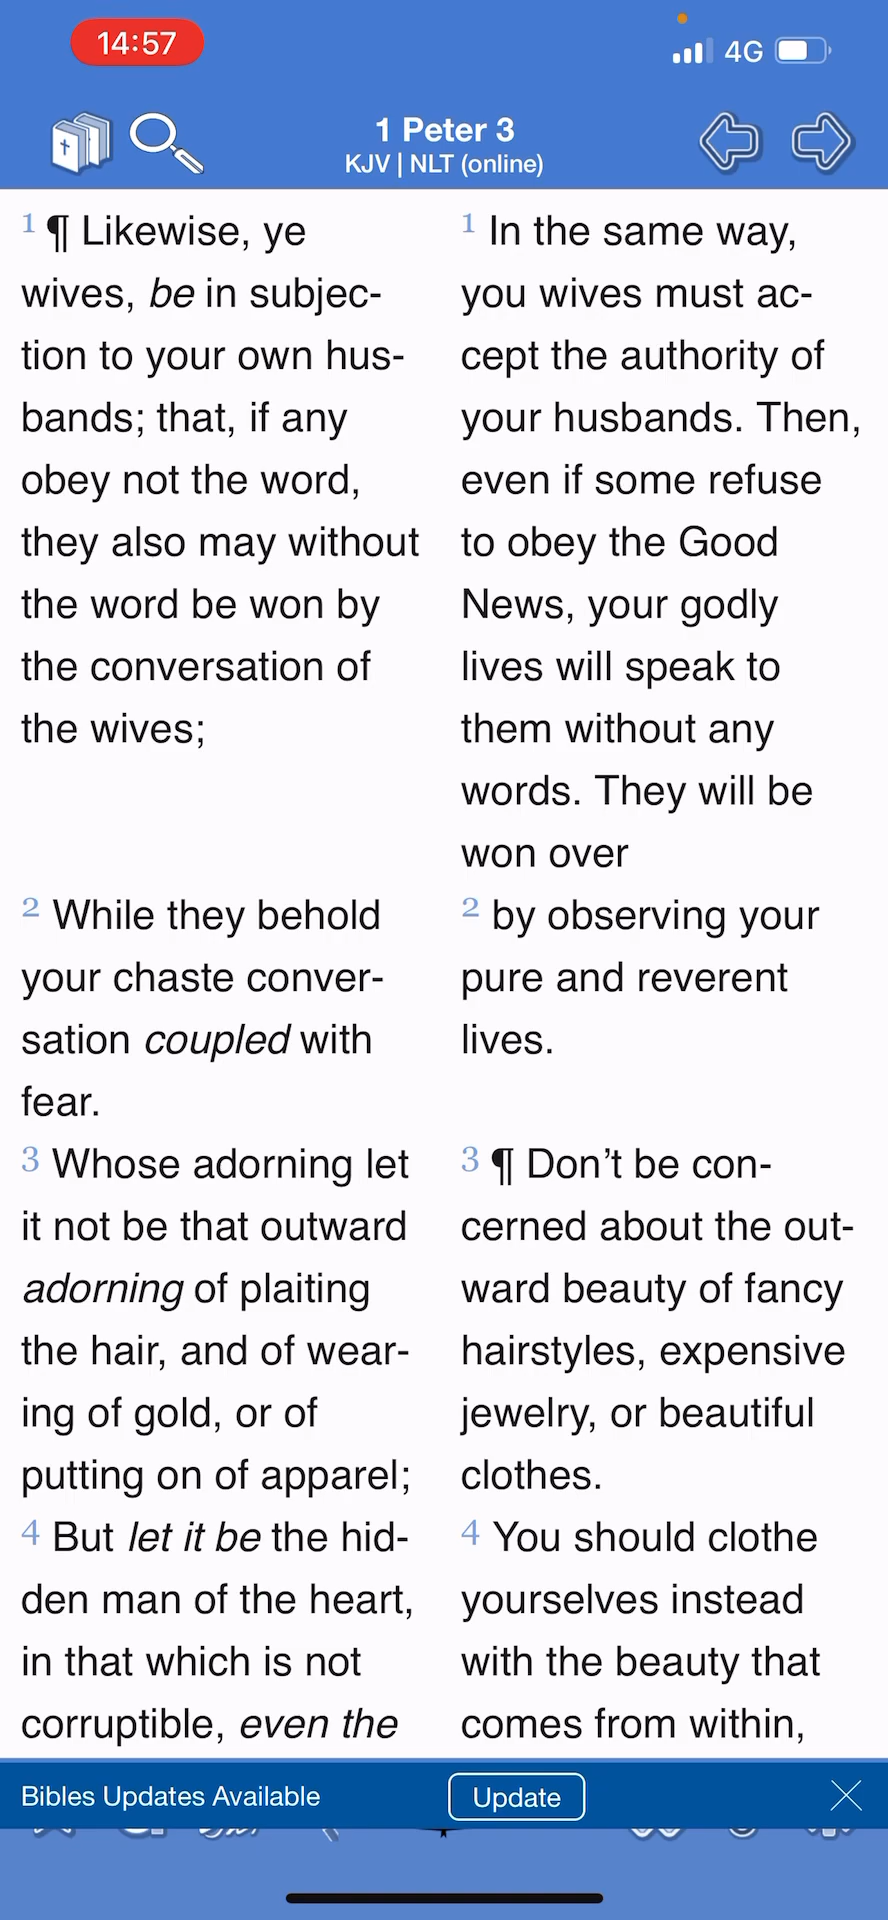 14:57
4G
1 Peter 3
KJV | NLT (online)
1 ¶ Likewise, ye
wives, be in subjec-
tion to your own hus-
bands; that, if any
obey not the word,
they also may without
the word be won by
the conversation of
the wives;
2 While they behold
your chaste conver-
sation coupled with
fear.
3 Whose adorning let
it not be that outward
adorning of plaiting
the hair, and of wear-
ing of gold, or of
putting on of apparel;
4 But let it be the hid-
den man of the heart,
in that which is not
corruptible, even the
1 In the same way,
you wives must ac-
cept the authority of
your husbands. Then,
even if some refuse
to obey the Good
News, your godly
lives will speak to
them without any
words. They will be
won over
2 by observing your
pure and reverent
lives.
3 ¶ Don’t be con-
cerned about the out-
ward beauty of fancy
hairstyles, expensive
jewelry, or beautiful
clothes.
4 You should clothe
yourselves instead
with the beauty that
comes from within,
Bibles Updates Available
Update